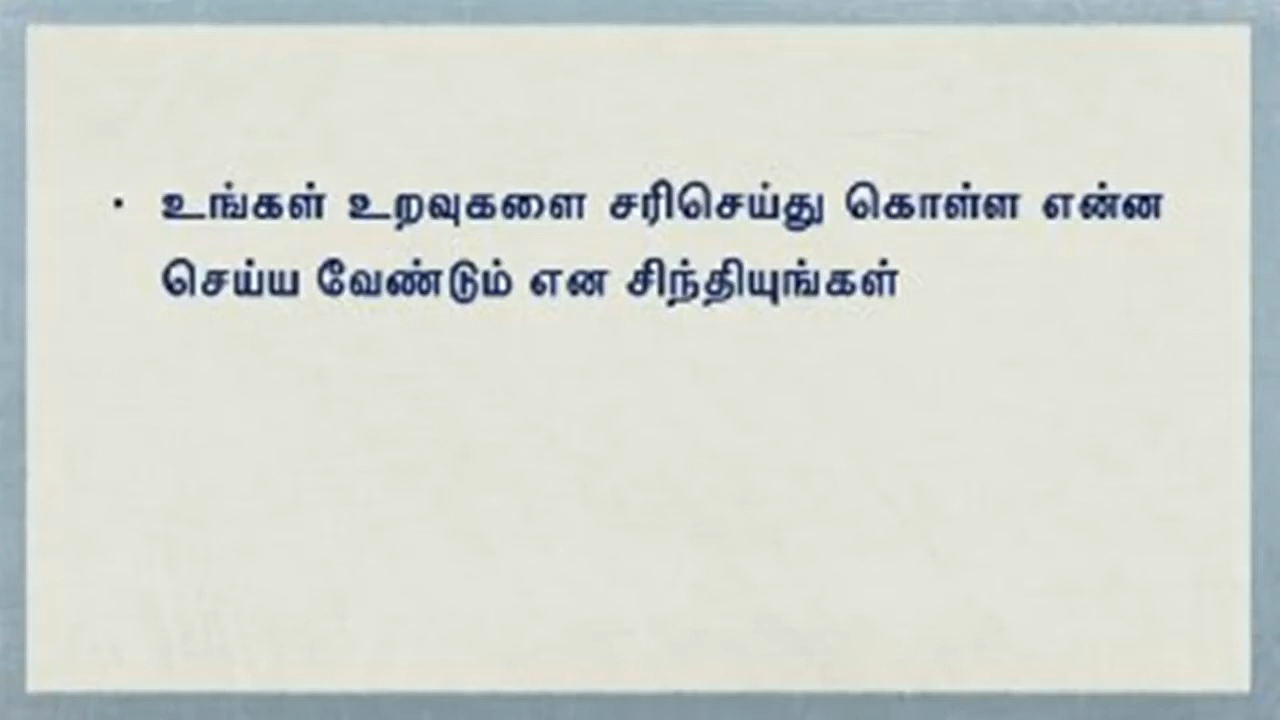 • உங்கள் உறவுகளை சரிசெய்து கொள்ள என்ன
செய்ய வேண்டும் என சிந்தியுங்கள்